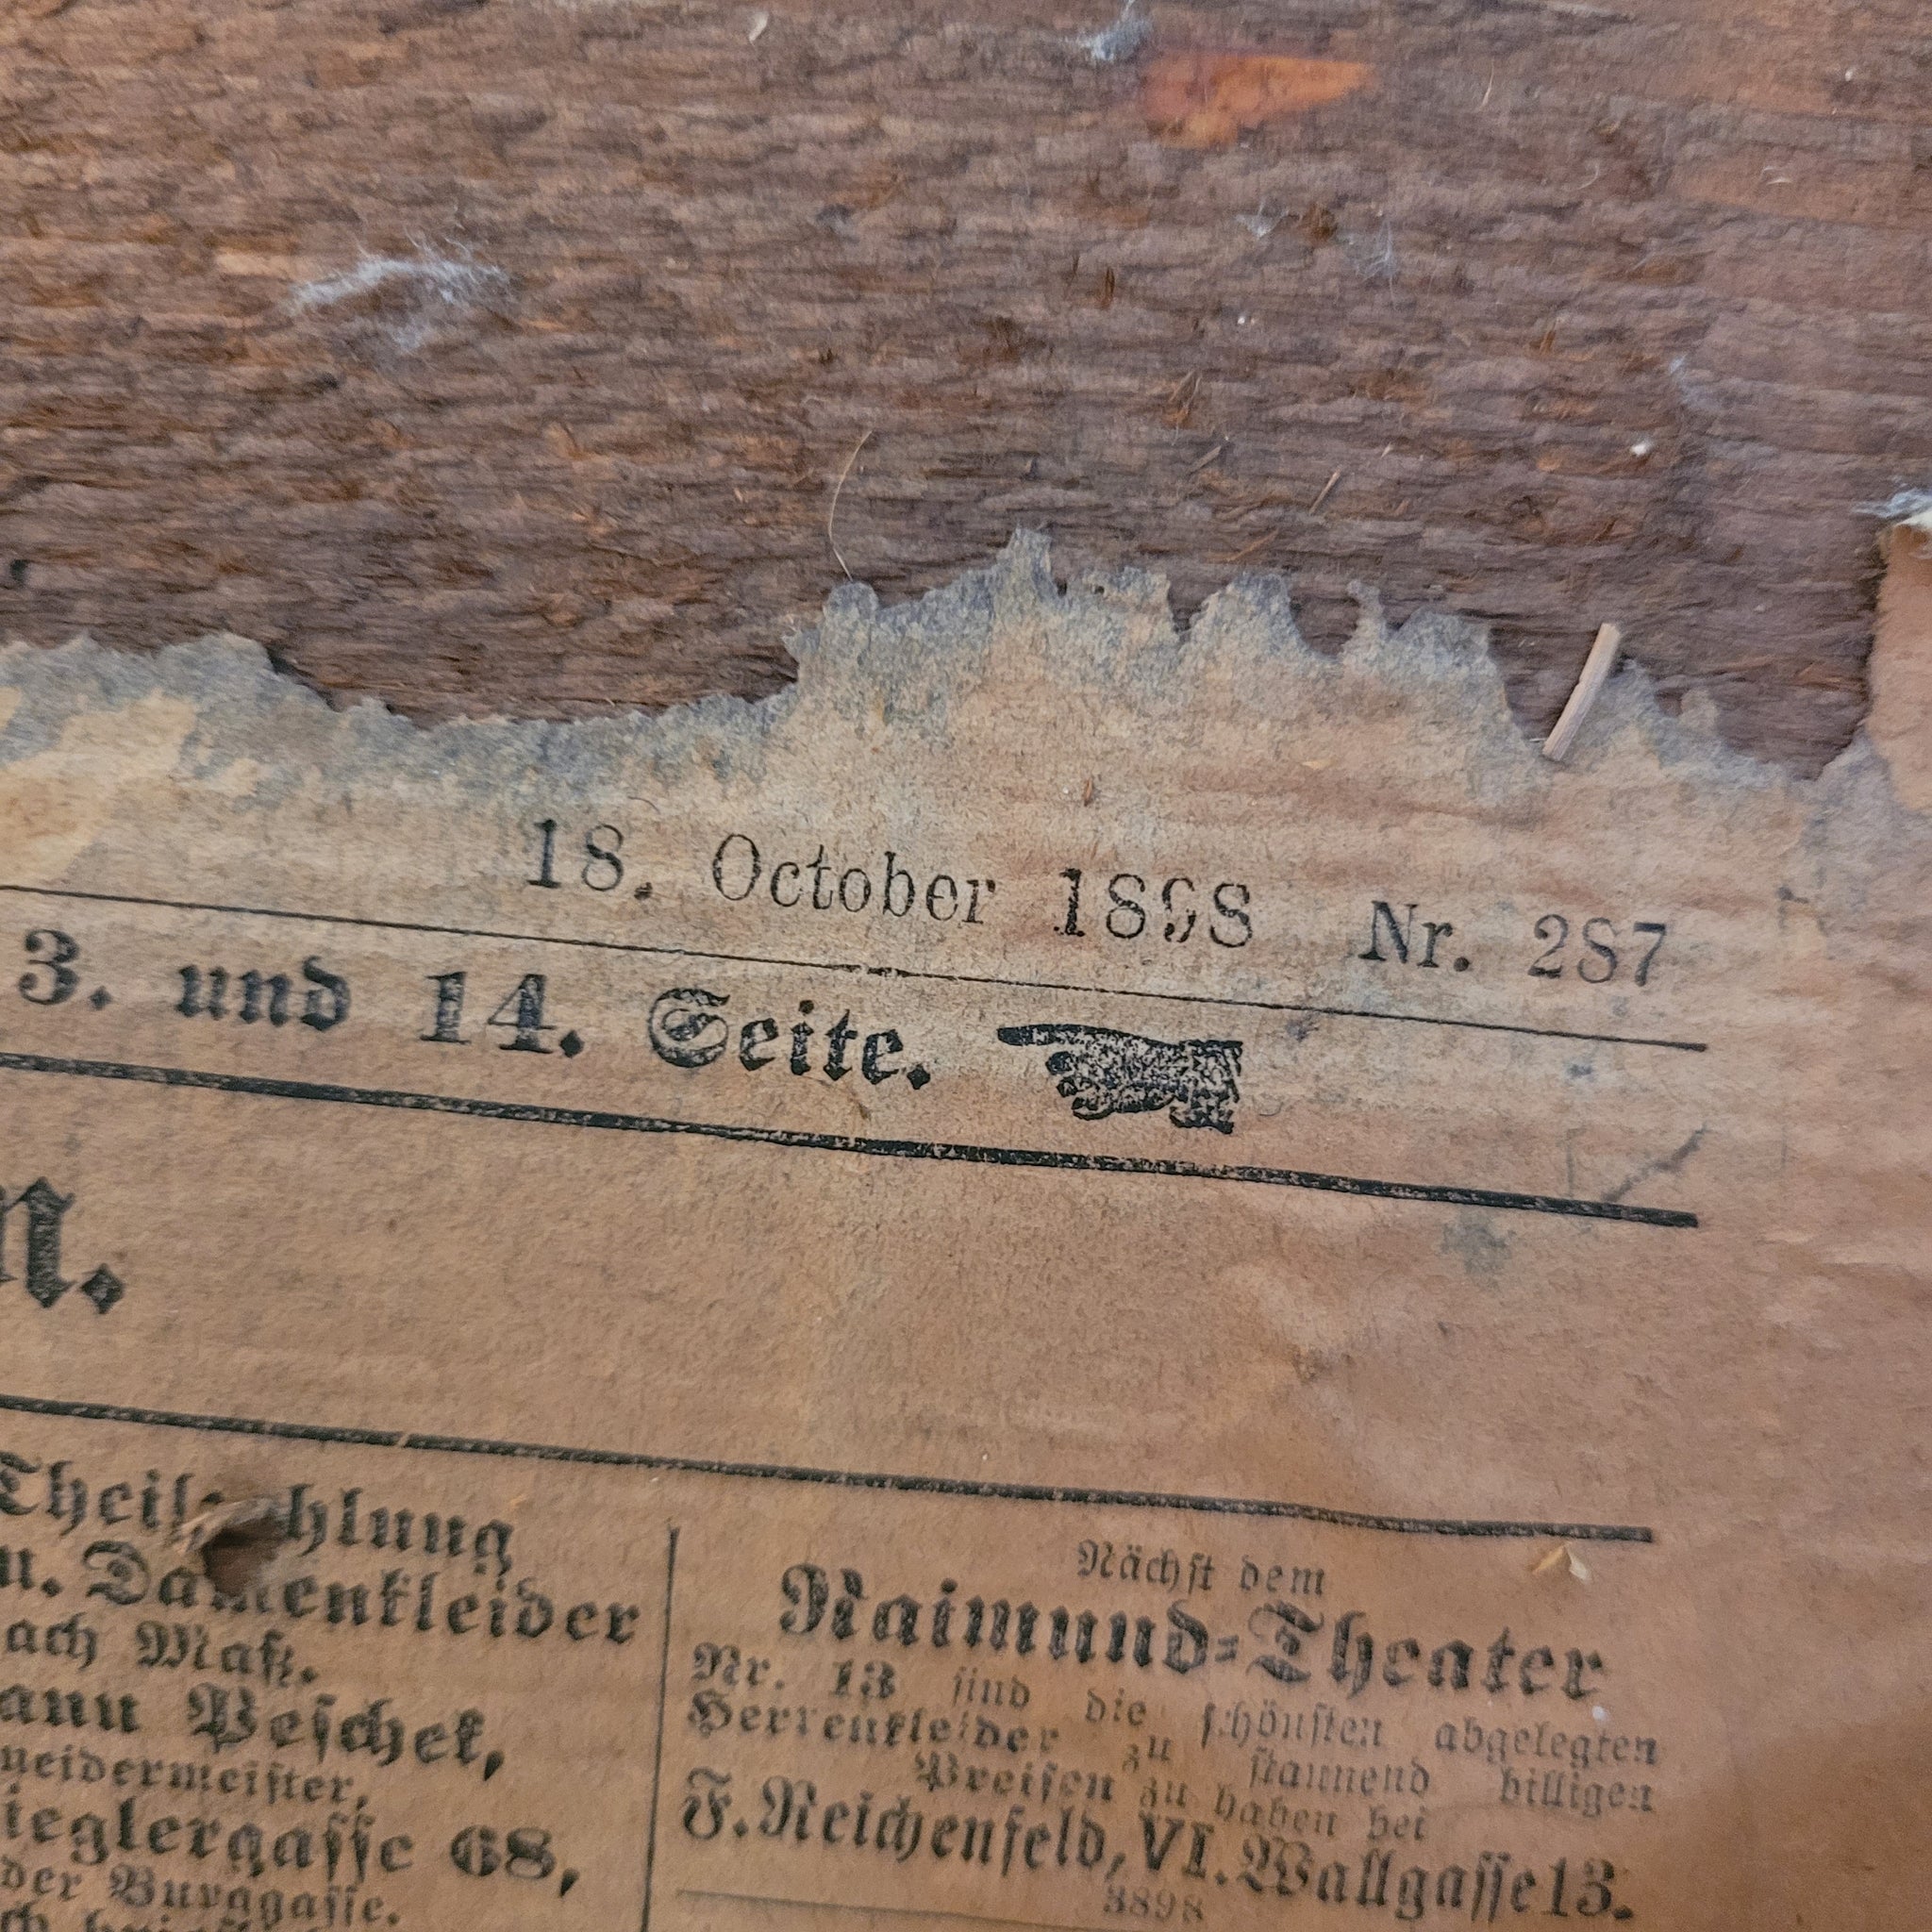 18. October 1898 Nr. 287
3. und 14. Seite.
n.
Theilzahlung
u. Damenkleider
ach Maß.
ann Peschek,
neidermeister,
ieglergasse 68,
der Burggasse.
Nächst dem
Raimund-Theater
Nr. 13 sind die schönsten abgelegten
Herrenkleider zu staunend billigen
Preisen zu haben bei
F. Reichenfeld, VI. Wallgasse 13.
3898